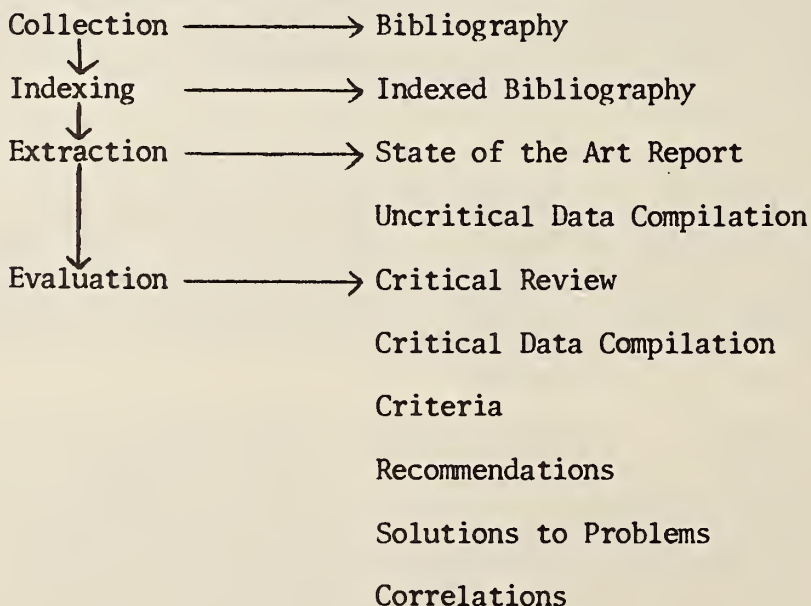 Collection Bibliography
Indexing Indexed Bibliography
Extraction State of the Art Report
Uncritical Data Compilation
Evaluation Critical Review
Critical Data Compilation
Criteria
Recommendations
Solutions to Problems
Correlations